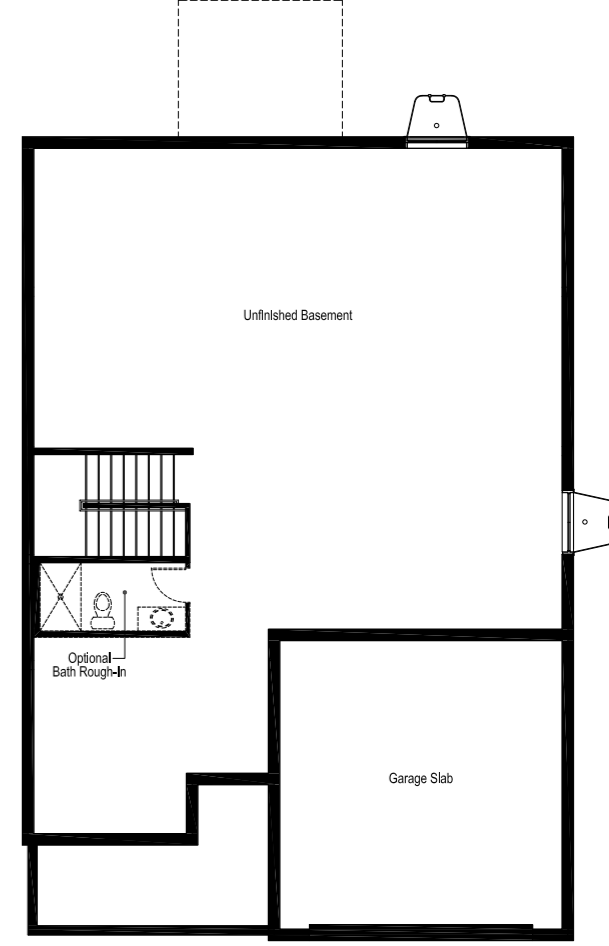 Unfinished Basement
Optional
Bath Rough-In
Garage Slab